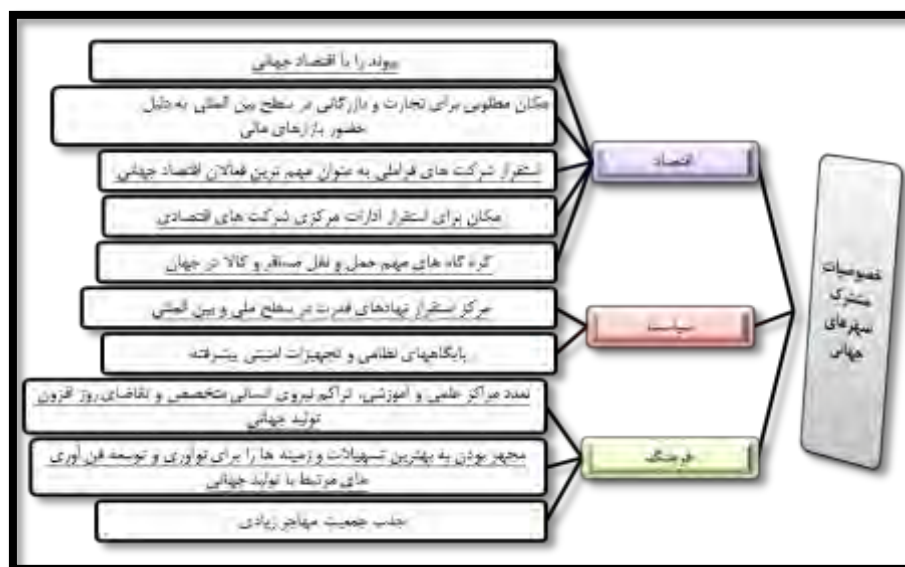 خصوصیات
مشترک
شهرهای
جهانی
اقتصاد
پیوند را با اقتصاد جهانی
مکان مطلوبی برای تجارت و بازرگانی در سطح بین المللی به دلیل
حضور بازارهای مالی
استقرار شرکت های فراملی به عنوان مهم ترین فعالان اقتصاد جهانی
مکان برای استقرار ادارات مرکزی شرکت های اقتصادی
گره گاه های مهم حمل و نقل مسافر و کالا در جهان
سیاست
مرکز استقرار نهادهای قدرت در سطح ملی و بین المللی
پایگاههای نظامی و تجهیزات امنیتی پیشرفته
فرهنگ
تعدد مراکز علمی و آموزشی، تراکم نیروی انسانی متخصص و تقاضای روز افزون
تولید جهانی
مجهز بودن به بهترین تسهیلات و زمینه ها را برای نوآوری و توسعه فن آوری
های مرتبط با تولید جهانی
جذب جمعیت مهاجر زیادی